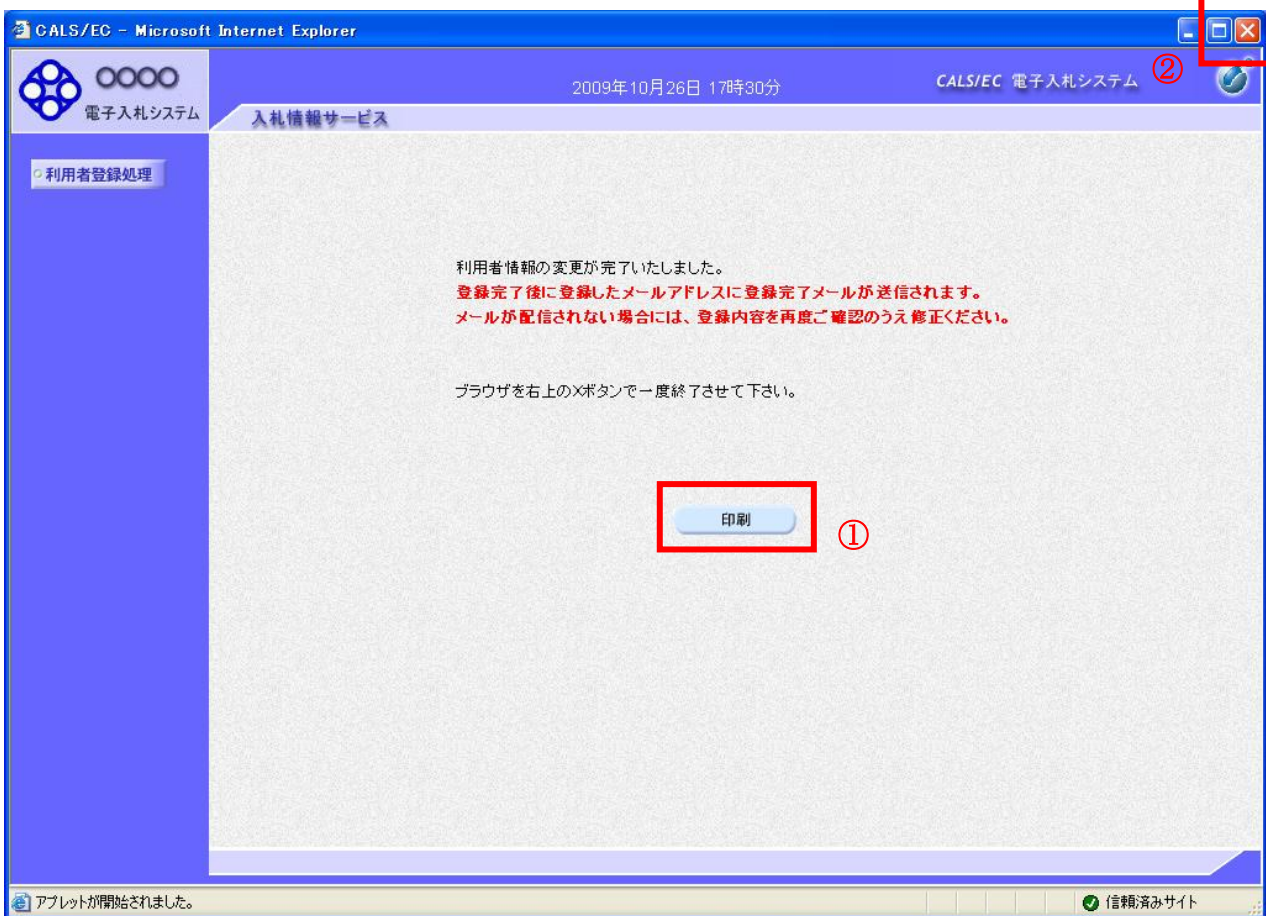 CALS/EC - Microsoft Internet Explorer
○○○○
電子入札システム
2009年10月26日 17時30分
CALS/EC 電子入札システム
②
入札情報サービス
利用者登録処理
利用者情報の変更が完了いたしました。
登録完了後に登録したメールアドレスに登録完了メールが送信されます。
メールが配信されない場合には、登録内容を再度ご確認のうえ修正ください。
ブラウザを右上の×ボタンで一度終了させて下さい。
印刷
①
アプレットが開始されました。
信頼済みサイト